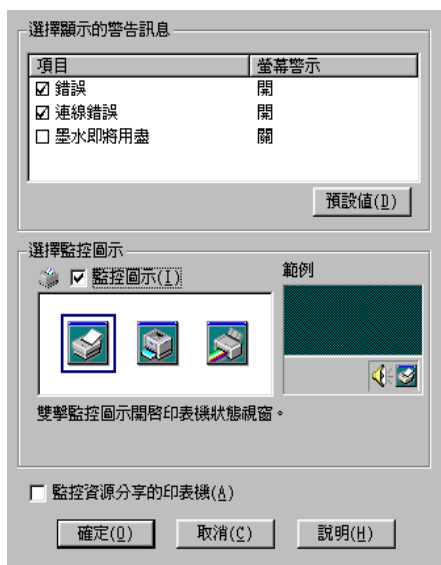 選擇顯示的警告訊息
項目 螢幕警示
錯誤 開
連線錯誤 開
墨水即將用盡 關
預設值(D)
選擇監控圖示
監控圖示(I)
範例
雙擊監控圖示開啓印表機狀態視窗。
監控資源分享的印表機(A)
確定(O) 取消(C) 說明(H)